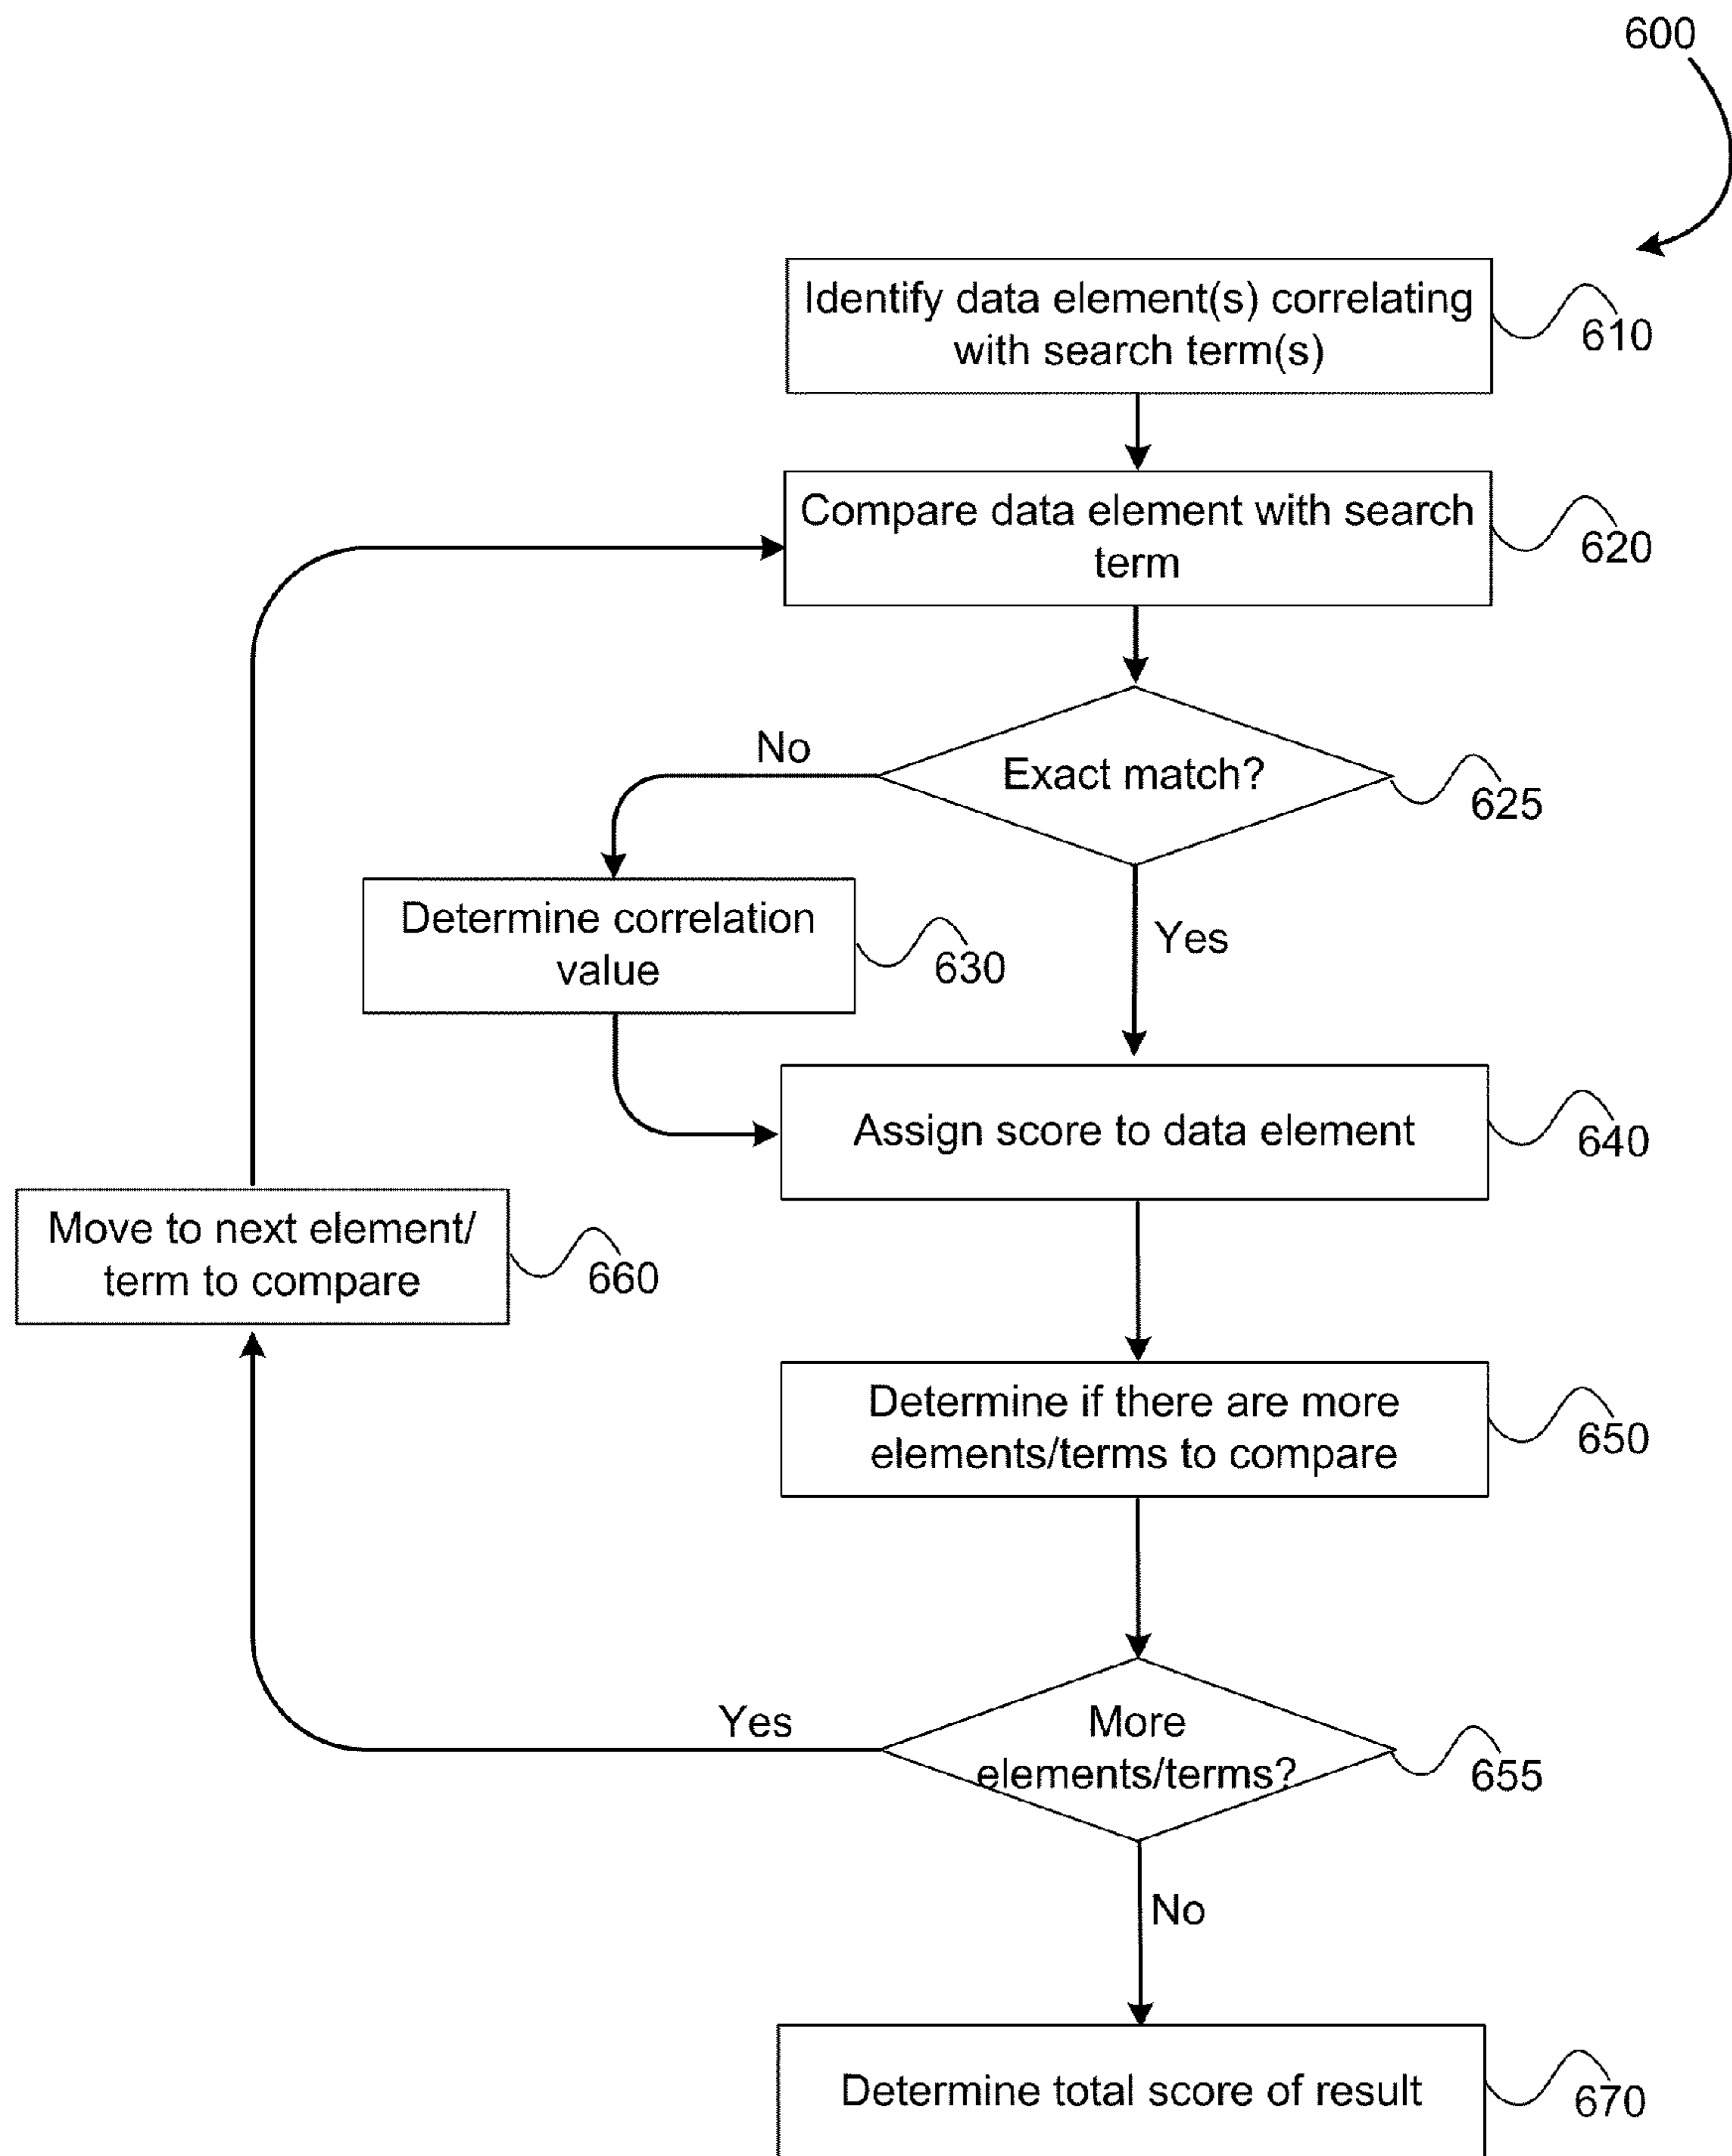 600
Identify data element(s) correlating
with search term(s)
610
Compare data element with search
term
620
Exact match?
625
No
Yes
Determine correlation
value
630
Assign score to data element
640
Move to next element/
term to compare
660
Determine if there are more
elements/terms to compare
650
More
elements/terms?
655
Yes
No
Determine total score of result
670